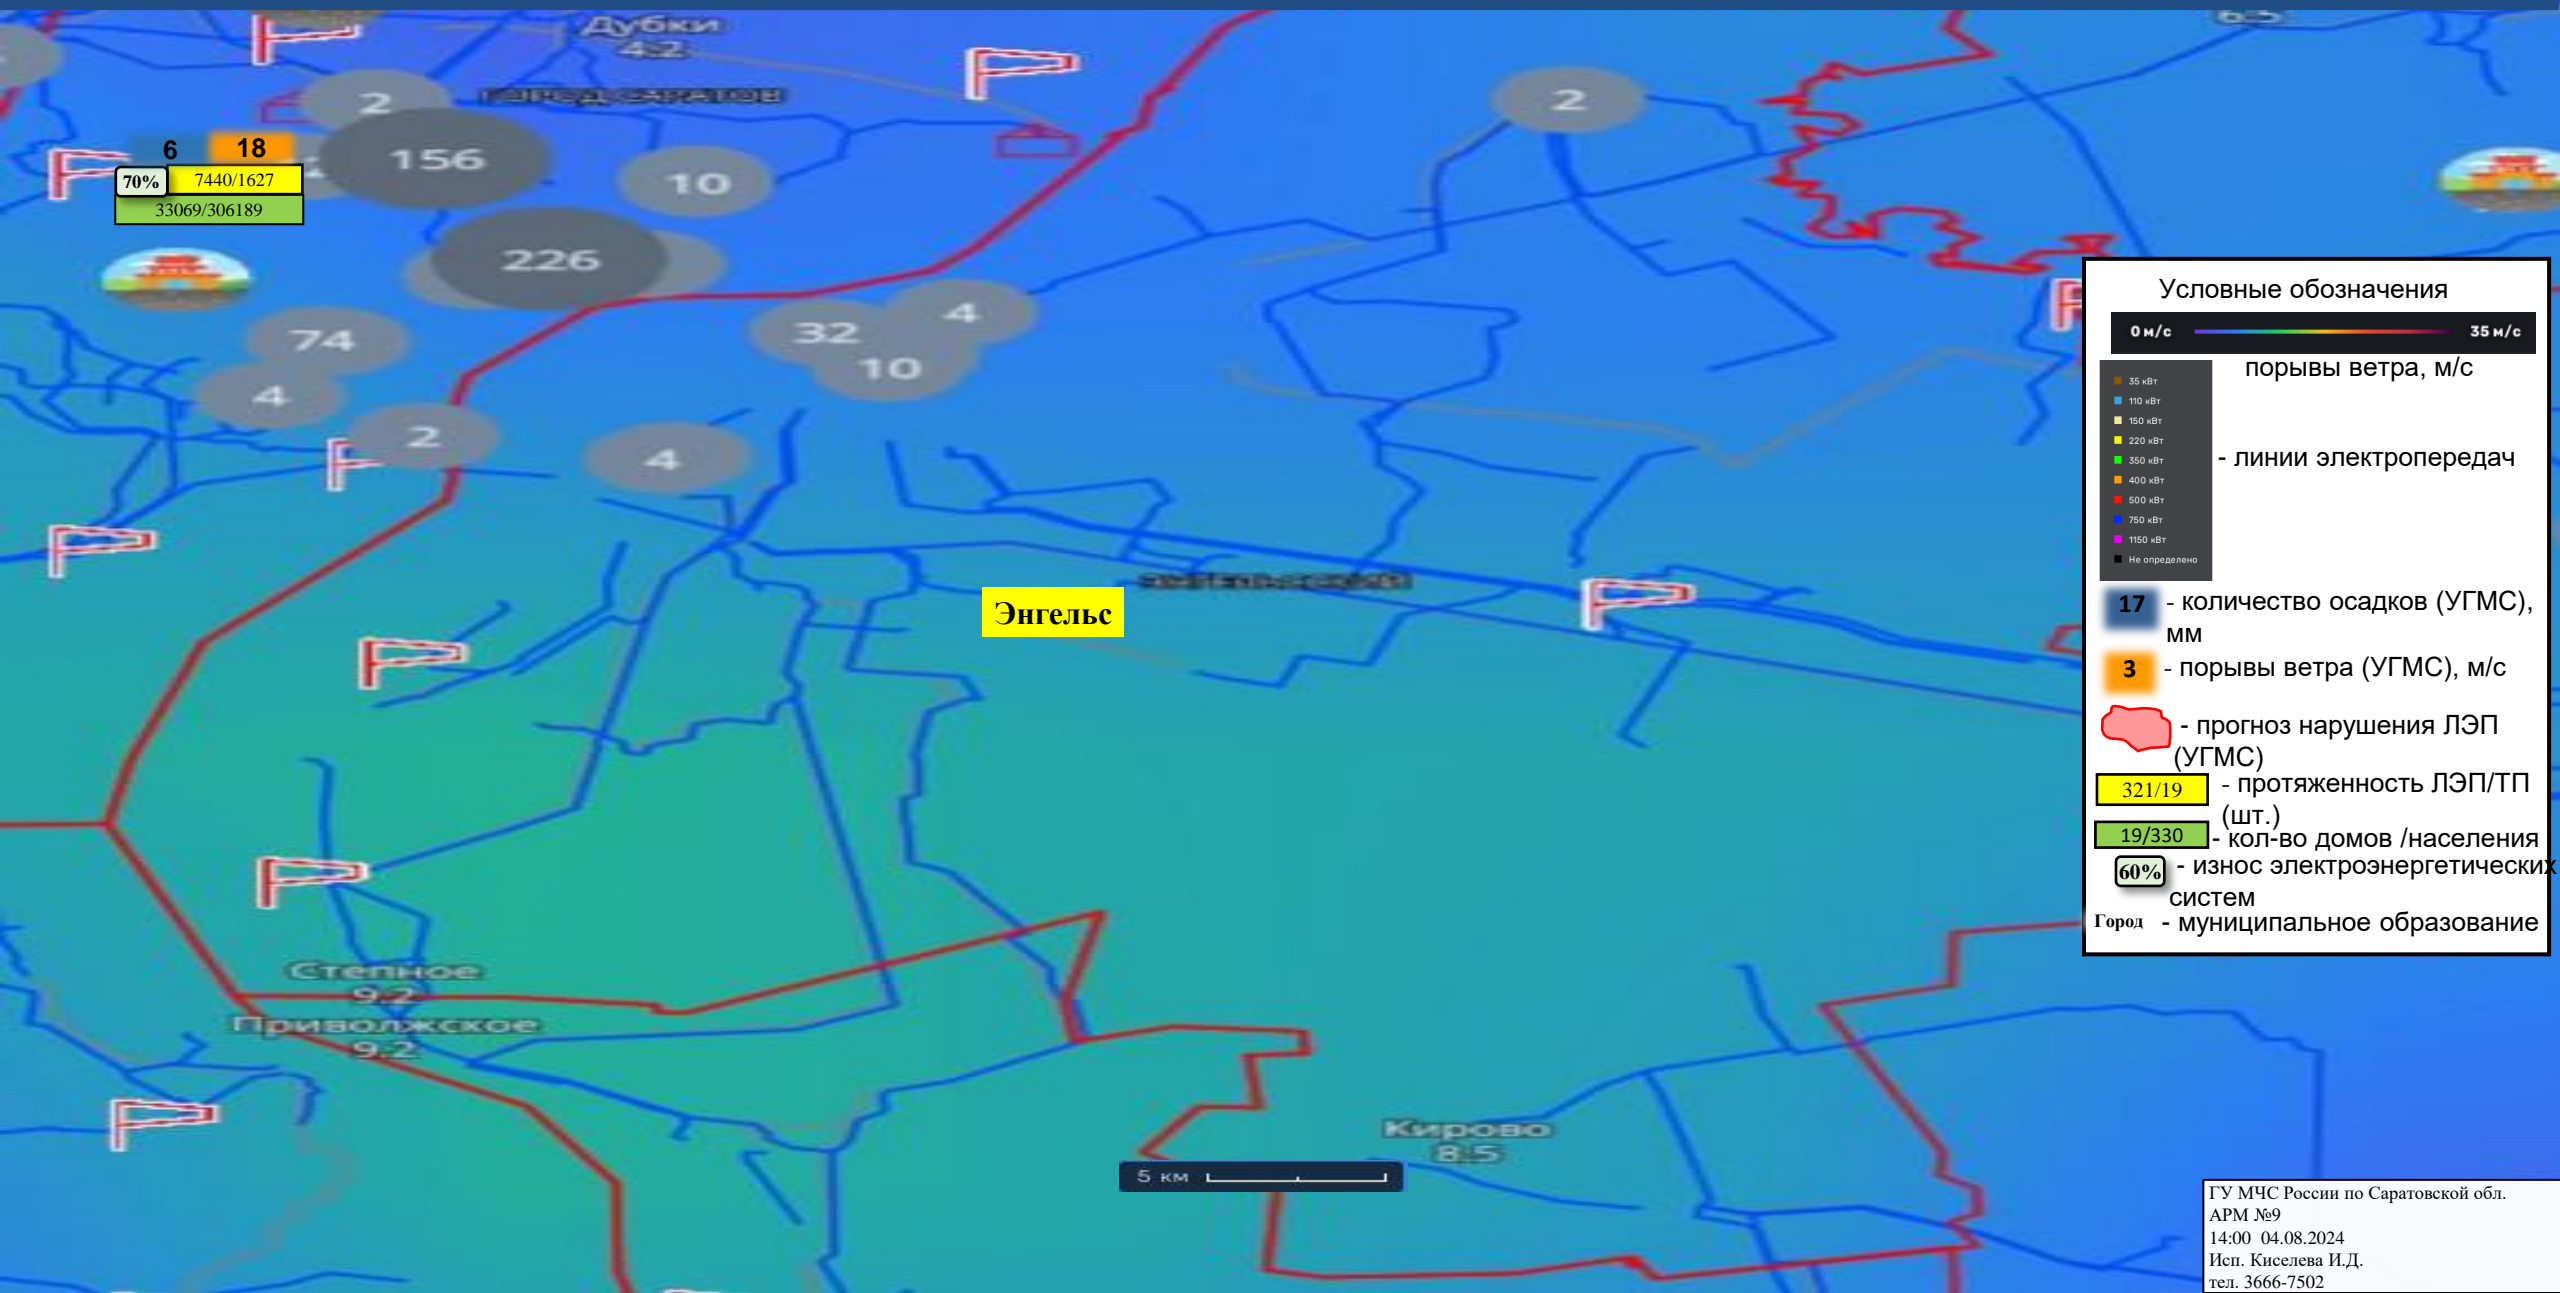 Дубки
4.2
6.5
ГОРОД САРАТОВ
2
2
156
10
6
18
70%
7440/1627
33069/306189
226
4
32
10
74
4
2
4
Энгельс
Степное
9.2
Приволжское
9.2
Кирово
8.5
5 км
Условные обозначения
0 м/с
35 м/с
порывы ветра, м/с
35 кВт
110 кВт
150 кВт
220 кВт
350 кВт
400 кВт
500 кВт
750 кВт
1150 кВт
Не определено
- линии электропередач
17 - количество осадков (УГМС),
мм
3 - порывы ветра (УГМС), м/с
- прогноз нарушения ЛЭП
(УГМС)
321/19 - протяженность ЛЭП/ТП
(шт.)
19/330 - кол-во домов /населения
60% - износ электроэнергетических
систем
Город - муниципальное образование
ГУ МЧС России по Саратовской обл.
АРМ №9
14:00 04.08.2024
Исп. Киселева И.Д.
тел. 3666-7502